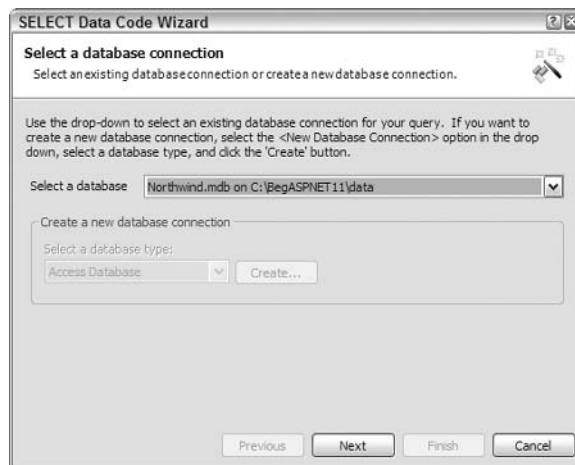 SELECT Data Code Wizard
Select a database connection
Select an existing database connection or create a new database connection.
Use the drop-down to select an existing database connection for your query. If you want to
create a new database connection, select the <New Database Connection> option in the drop
down, select a database type, and click the 'Create' button.
Select a database Northwind.mdb on C:\BegASPNET11\data
Create a new database connection
Select a database type:
Access Database Create...
Previous Next Finish Cancel